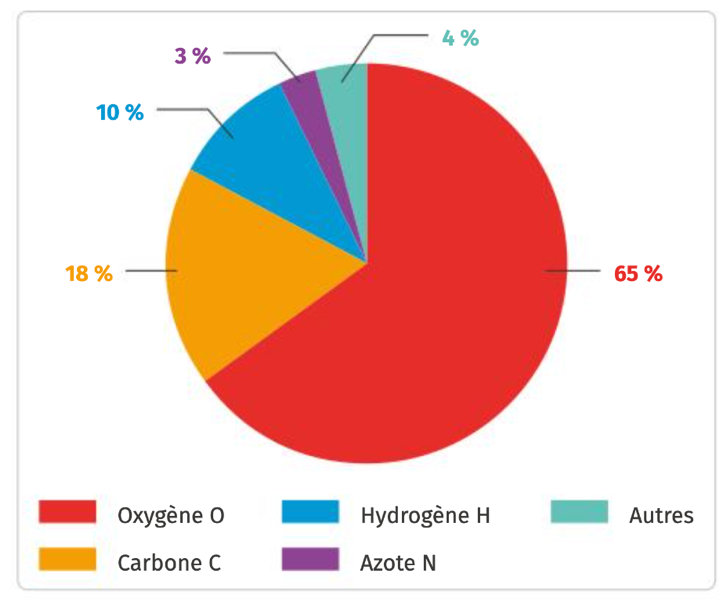 4 %
3 %
10 %
18 %
65 %
Oxygène O
Hydrogène H
Autres
Carbone C
Azote N